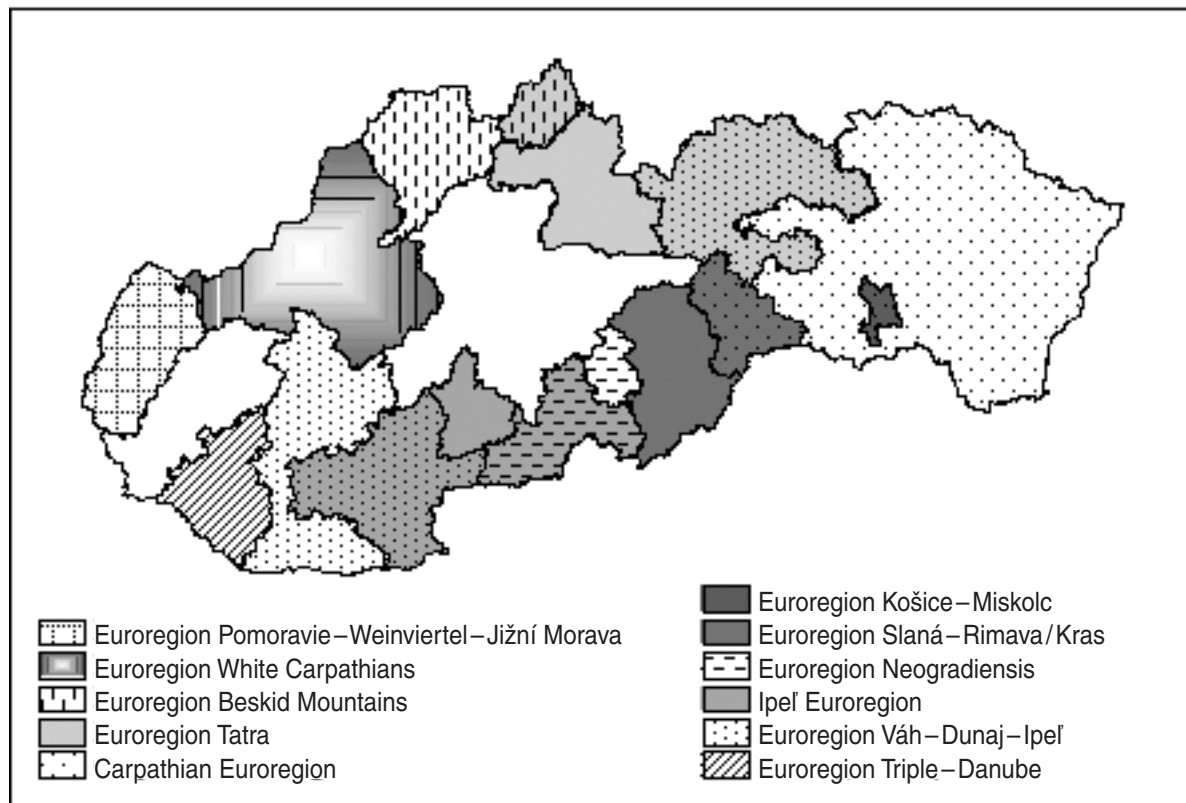 Euroregion Pomoravie–Weinviertel–Jižní Morava
Euroregion White Carpathians
Euroregion Beskid Mountains
Euroregion Tatra
Carpathian Euroregion
Euroregion Košice–Miskolc
Euroregion Slaná–Rimava/Kras
Euroregion Neogradiensis
Ipeľ Euroregion
Euroregion Váh–Dunaj–Ipeľ
Euroregion Triple–Danube